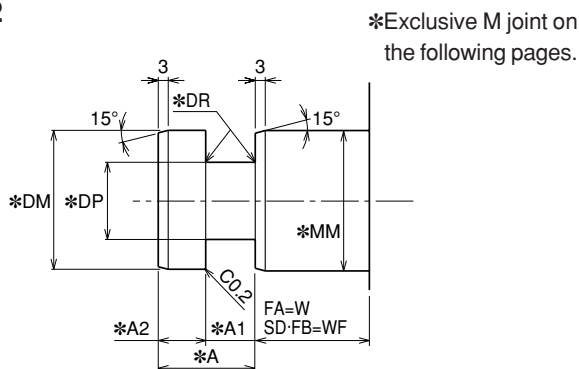 2
✻Exclusive M joint on
the following pages.
3
3
✻DR
15°
15°
✻DM
✻DP
✻MM
C0.2
FA=W
SD·FB=WF
✻A2
✻A1
✻A